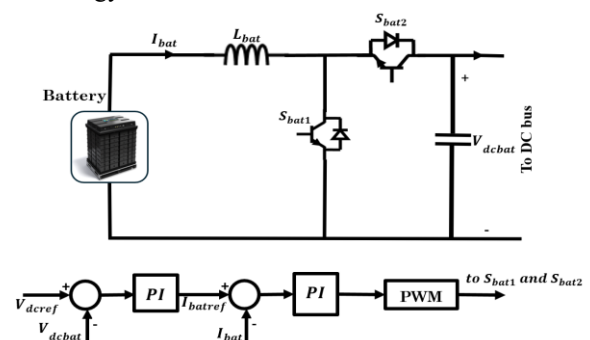 S_bat2
I_bat
L_bat
Battery
S_bat1
+
V_dcbat
To DC bus
-
to S_bat1 and S_bat2
+
PI
+
PI
PWM
V_dcref
I_batref
-
-
V_dcbat
I_bat